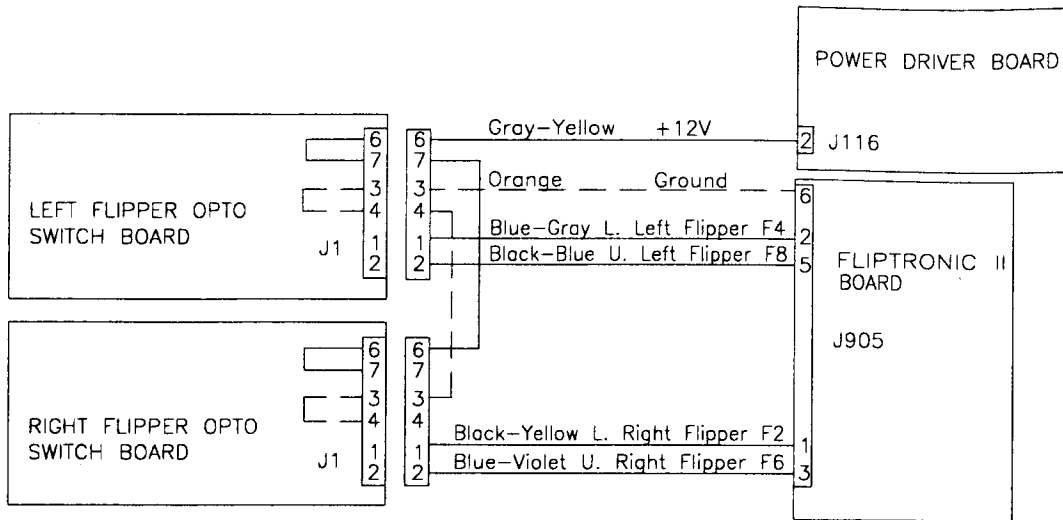 POWER DRIVER BOARD
2 J116
Gray-Yellow +12V
Orange Ground
Blue-Gray L. Left Flipper F4
Black-Blue U. Left Flipper F8
6
2
5
FLIPTRONIC II
BOARD
J905
1
3
LEFT FLIPPER OPTO
SWITCH BOARD
J1
6 6
7 7
3 3
4 4
1 1
2 2
RIGHT FLIPPER OPTO
SWITCH BOARD
J1
6 6
7 7
3 3
4 4
1 1
2 2
Black-Yellow L. Right Flipper F2
Blue-Violet U. Right Flipper F6